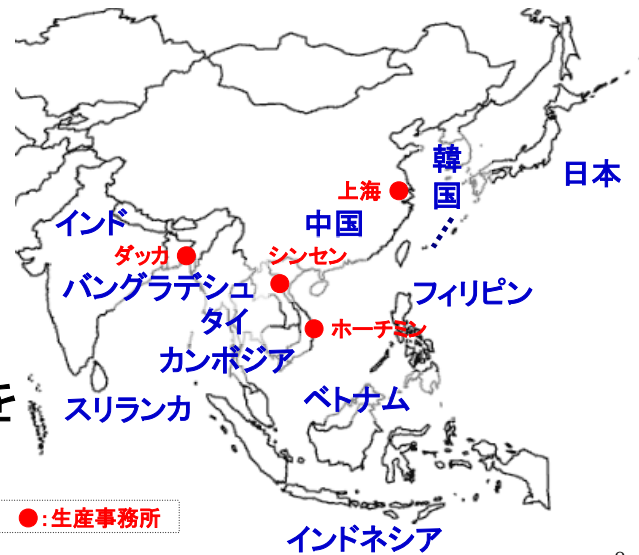 韓国
日本
上海
中国
インド
ダッカ
シンセン
バングラデシュ
フィリピン
タイ
ホーチミン
カンボジア
を
スリランカ
ベトナム
●:生産事務所
インドネシア